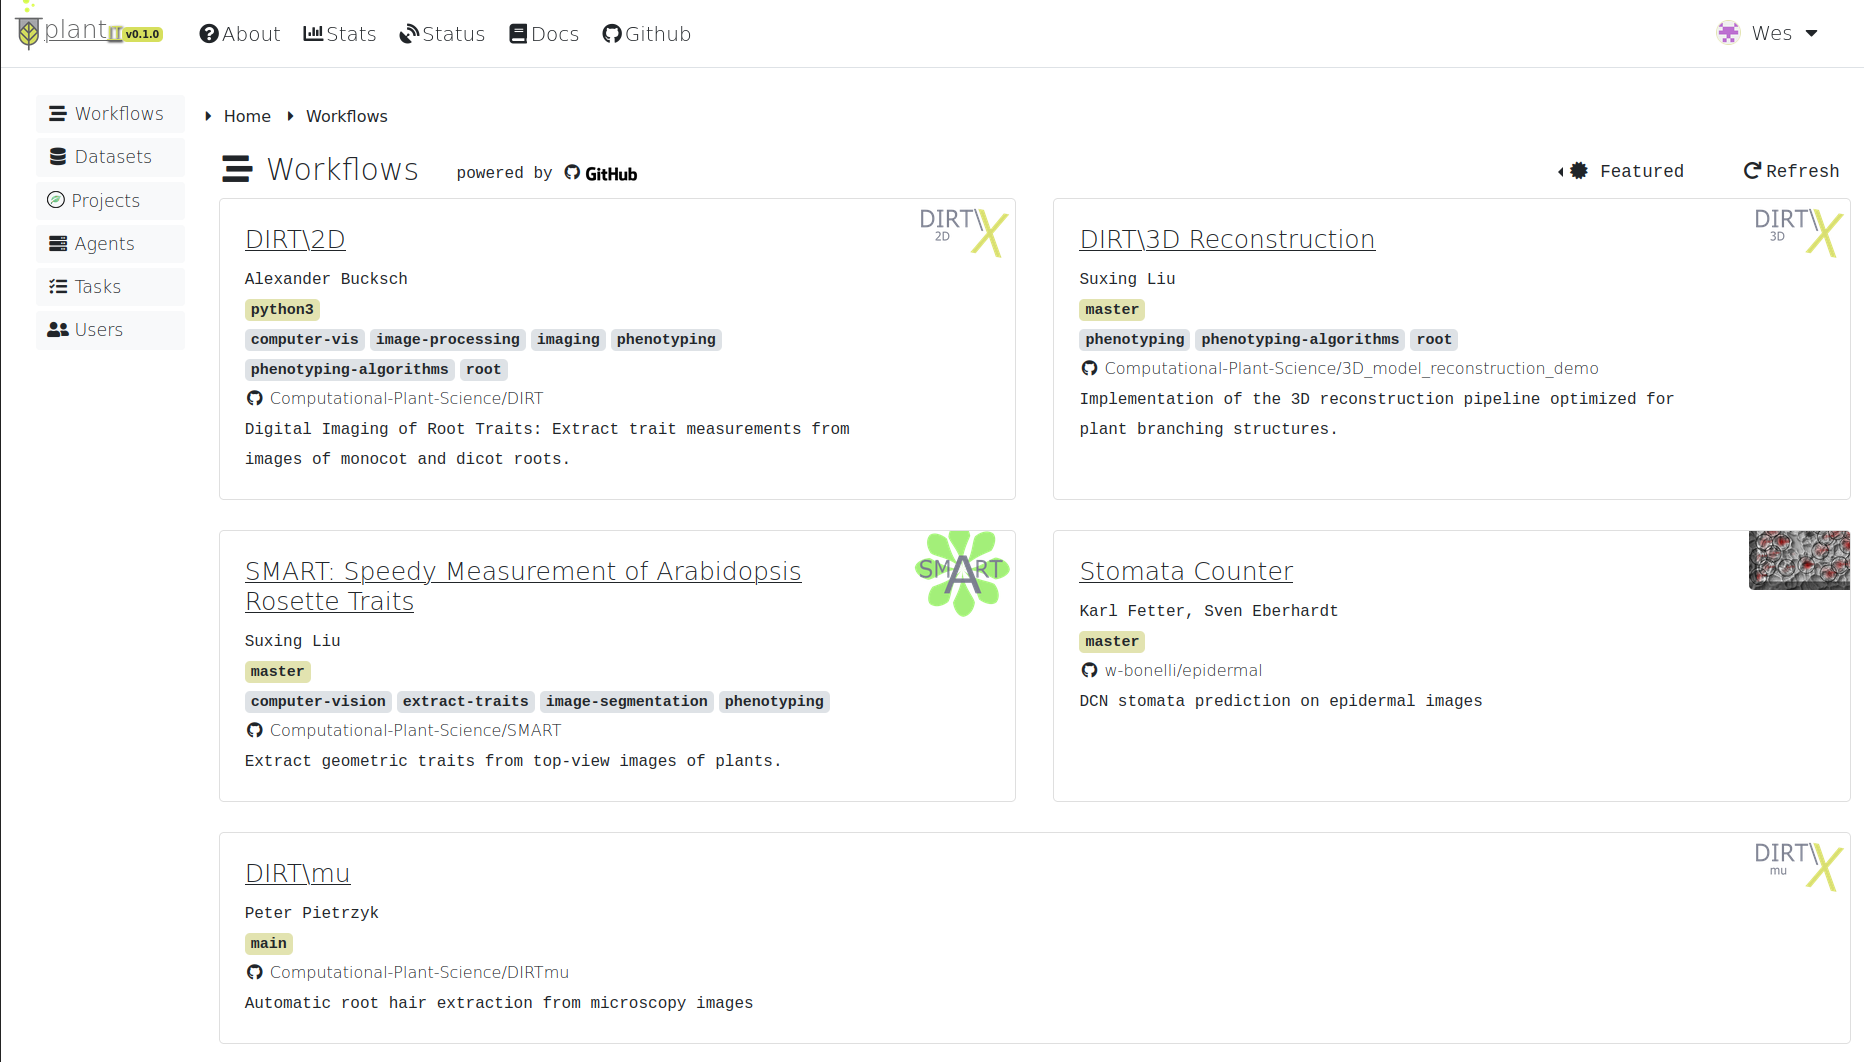 plantIT v0.1.0 About Stats Status Docs Github Wes
Workflows
Datasets
Projects
Agents
Tasks
Users
Home Workflows
Workflows powered by GitHub Featured Refresh
DIRT\2D
DIRT\X 2D
Alexander Bucksch
python3
computer-vis image-processing imaging phenotyping
phenotyping-algorithms root
Computational-Plant-Science/DIRT
Digital Imaging of Root Traits: Extract trait measurements from
images of monocot and dicot roots.
DIRT\3D Reconstruction
DIRT\X 3D
Suxing Liu
master
phenotyping phenotyping-algorithms root
Computational-Plant-Science/3D_model_reconstruction_demo
Implementation of the 3D reconstruction pipeline optimized for
plant branching structures.
SMART: Speedy Measurement of Arabidopsis
Rosette Traits
SMART
Suxing Liu
master
computer-vision extract-traits image-segmentation phenotyping
Computational-Plant-Science/SMART
Extract geometric traits from top-view images of plants.
Stomata Counter
Karl Fetter, Sven Eberhardt
master
w-bonelli/epidermal
DCN stomata prediction on epidermal images
DIRT\mu
DIRT\X mu
Peter Pietrzyk
main
Computational-Plant-Science/DIRTmu
Automatic root hair extraction from microscopy images